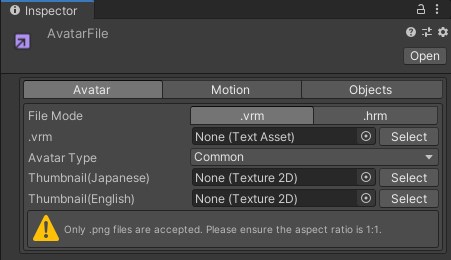 Inspector
AvatarFile
Open
Avatar Motion Objects
File Mode .vrm .hrm
.vrm None (Text Asset) Select
Avatar Type Common
Thumbnail(Japanese) None (Texture 2D) Select
Thumbnail(English) None (Texture 2D) Select
Only .png files are accepted. Please ensure the aspect ratio is 1:1.